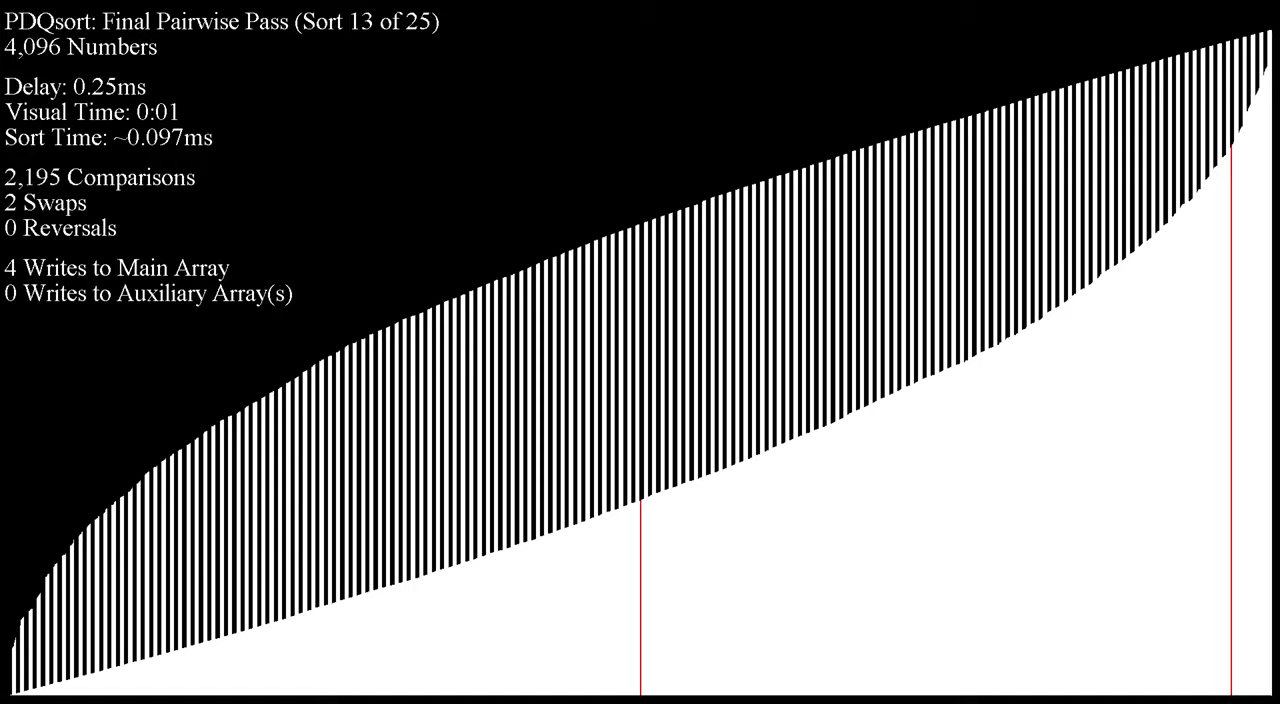 PDQsort: Final Pairwise Pass (Sort 13 of 25)
4,096 Numbers
Delay: 0.25ms
Visual Time: 0:01
Sort Time: ~0.097ms
2,195 Comparisons
2 Swaps
0 Reversals
4 Writes to Main Array
0 Writes to Auxiliary Array(s)